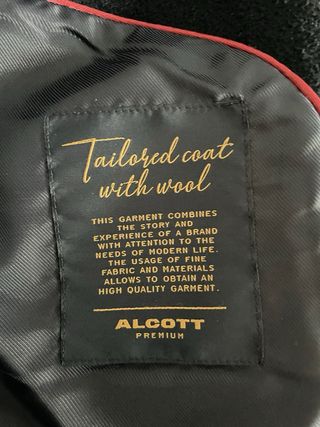 Tailored coat
with wool
THIS GARMENT COMBINES
THE STORY AND
EXPERIENCE OF A BRAND
WITH ATTENTION TO THE
NEEDS OF MODERN LIFE.
THE USAGE OF FINE
FABRIC AND MATERIALS
ALLOWS TO OBTAIN AN
HIGH QUALITY GARMENT.
ALCOTT
PREMIUM